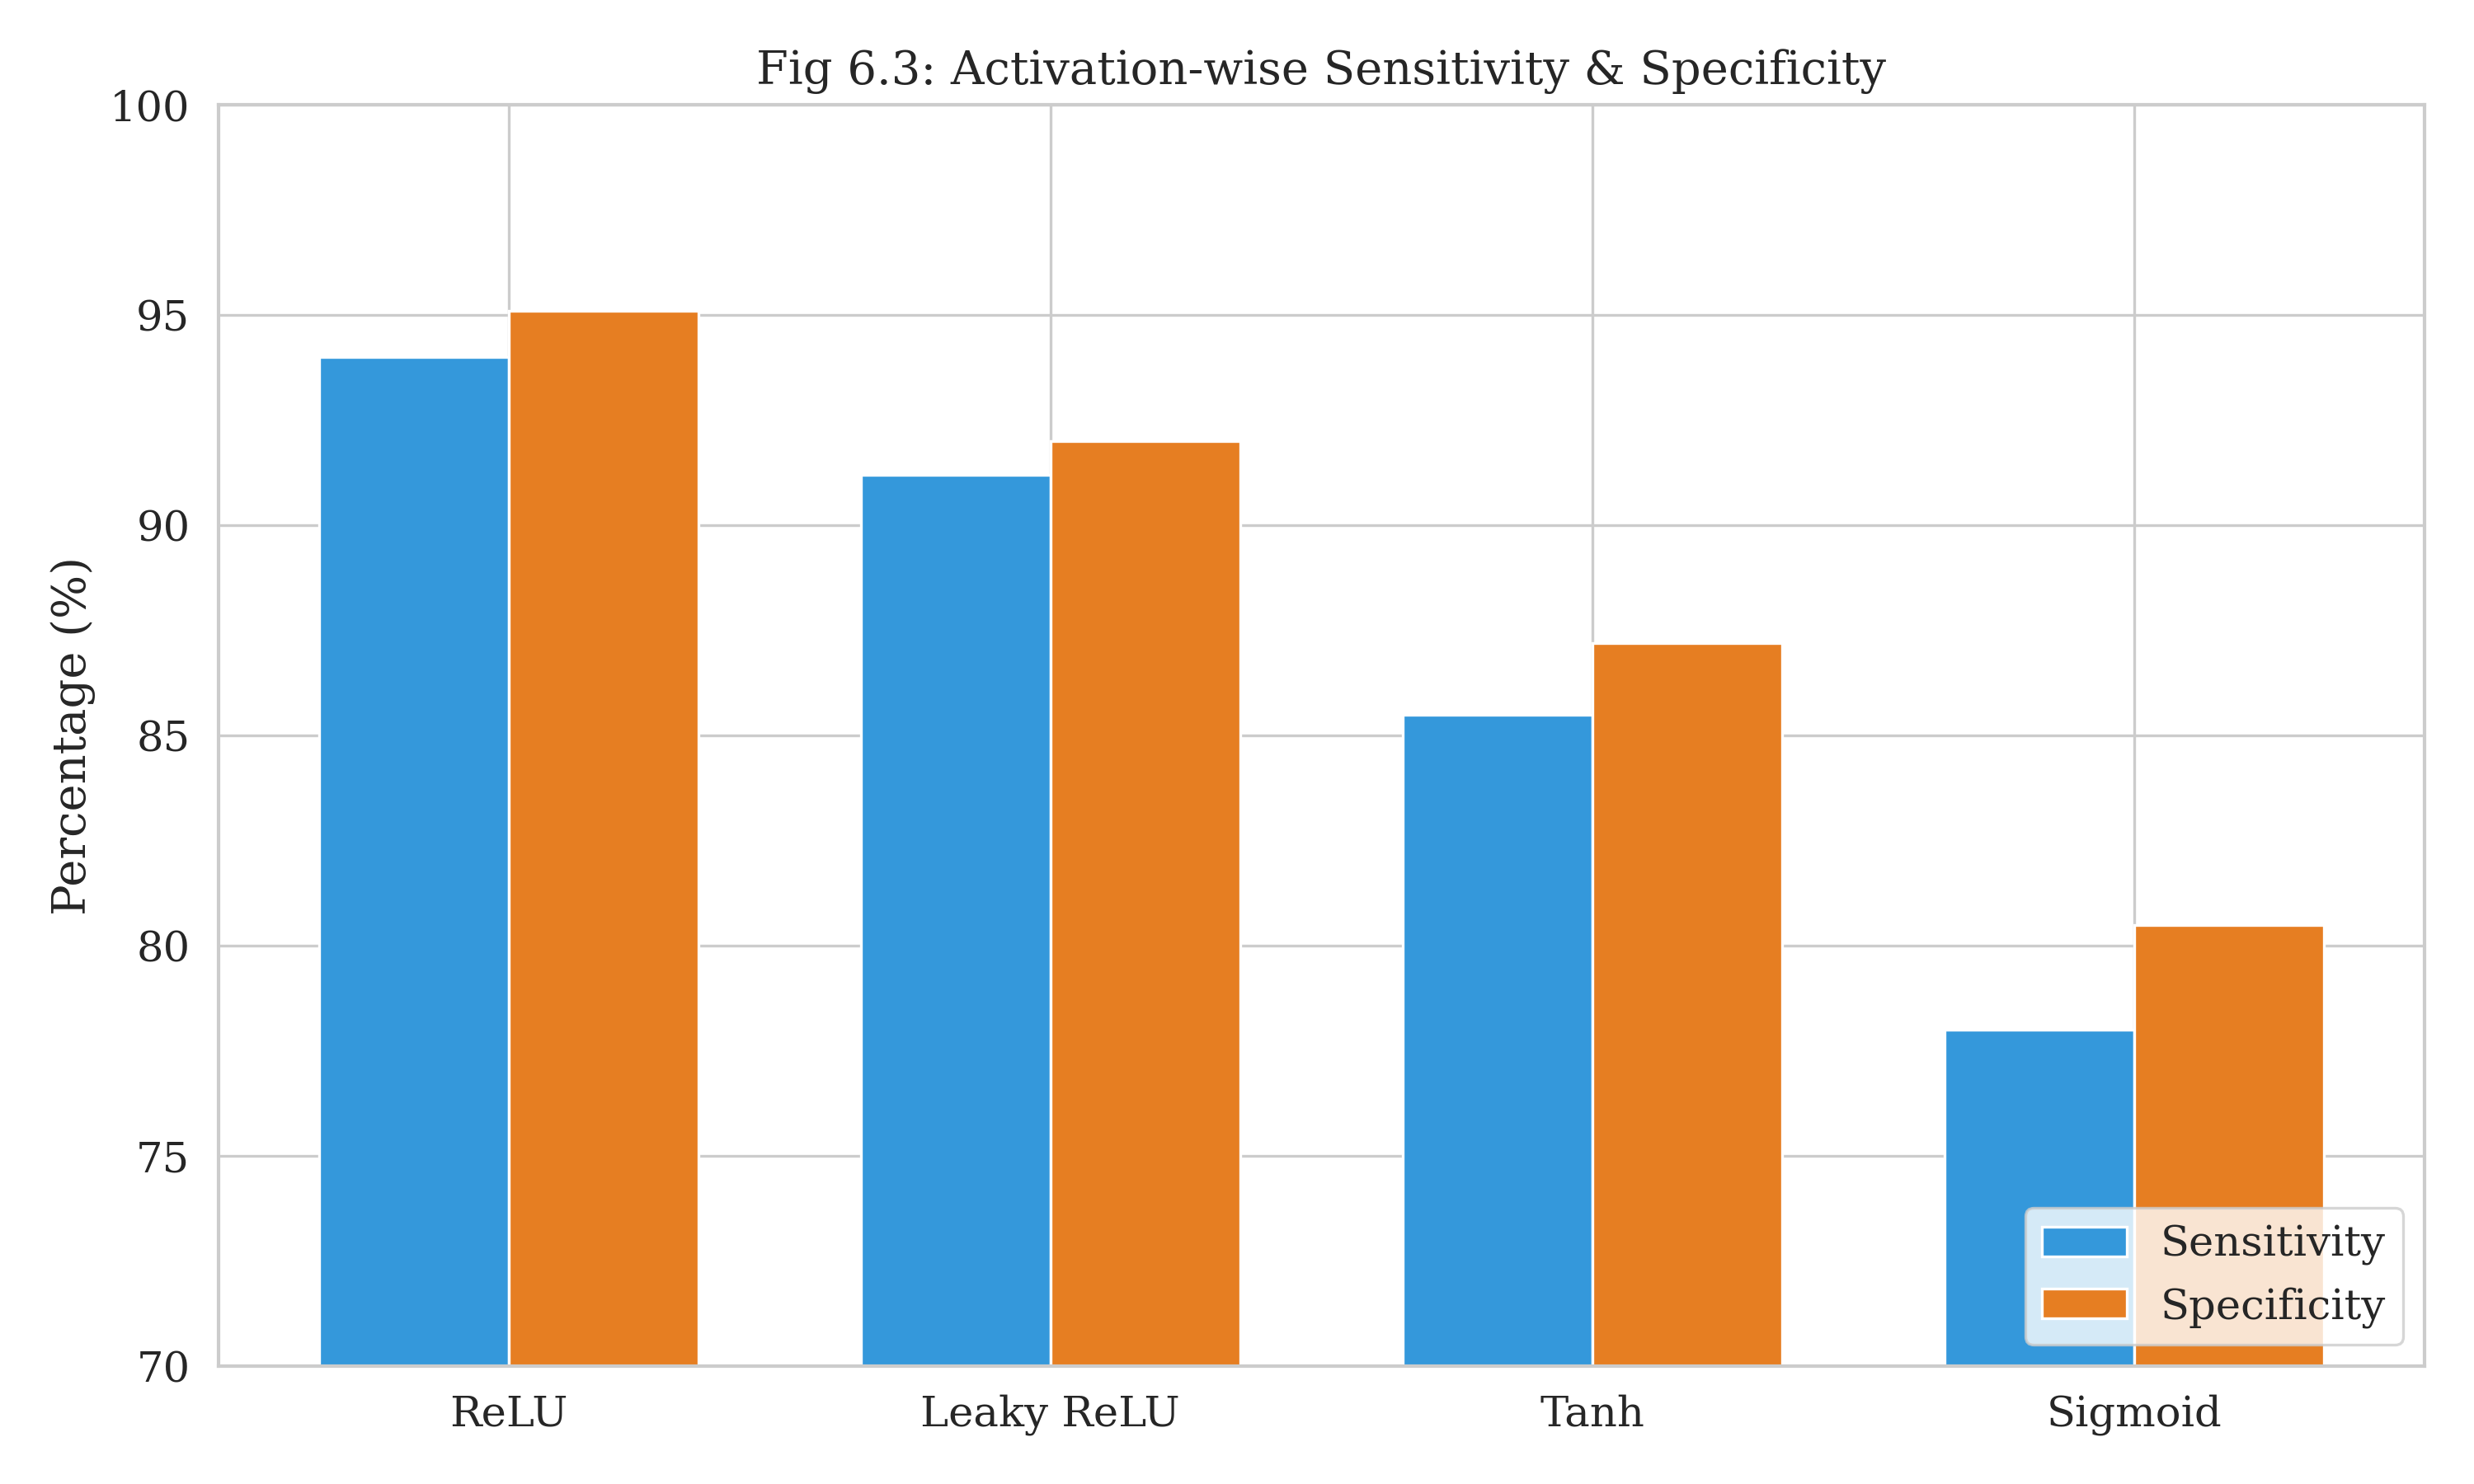 Fig 6.3: Activation-wise Sensitivity & Specificity
100
95
90
85
80
75
70
Percentage (%)
ReLU
Leaky ReLU
Tanh
Sigmoid
Sensitivity
Specificity